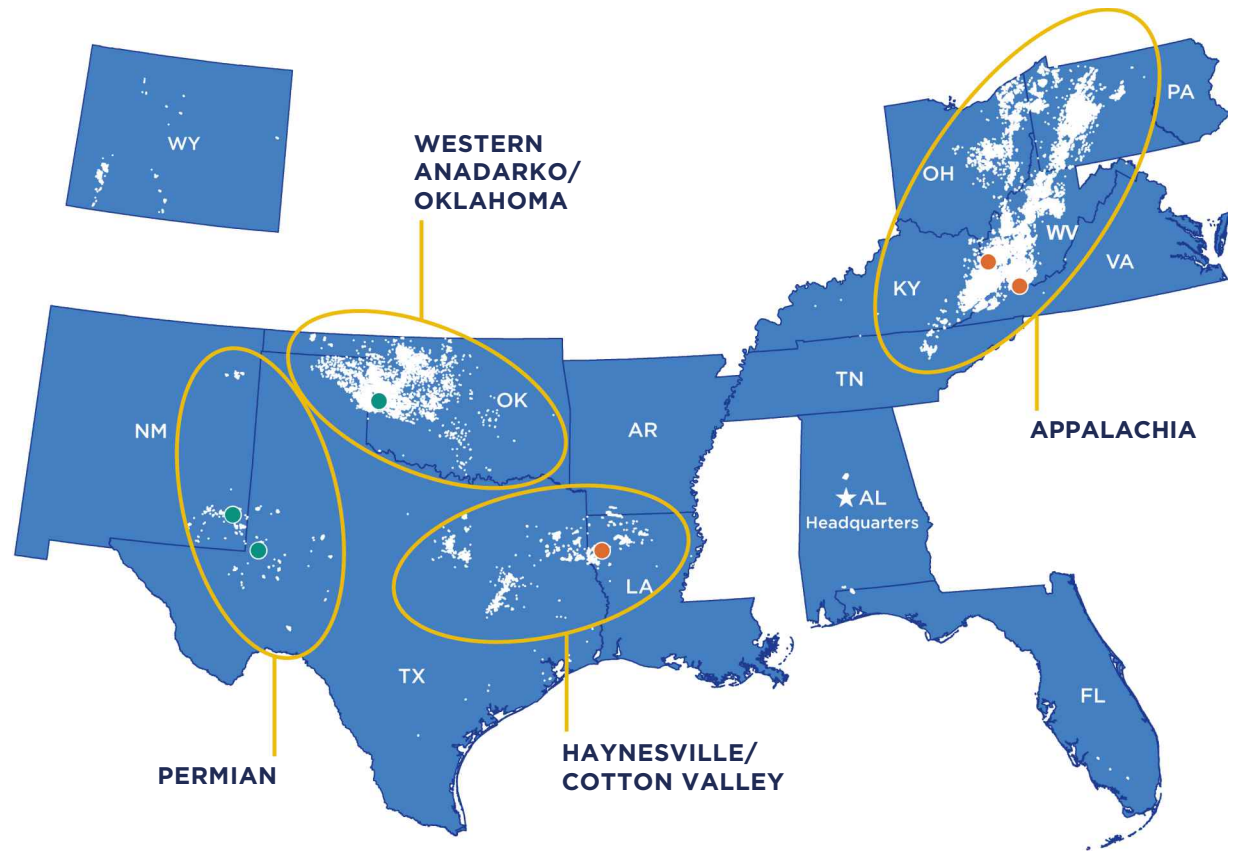 WY
WESTERN
ANADARKO/
OKLAHOMA
PA
OH
WV
VA
KY
TN
APPALACHIA
NM
OK
AR
AL
Headquarters
LA
TX
FL
PERMIAN
HAYNESVILLE/
COTTON VALLEY